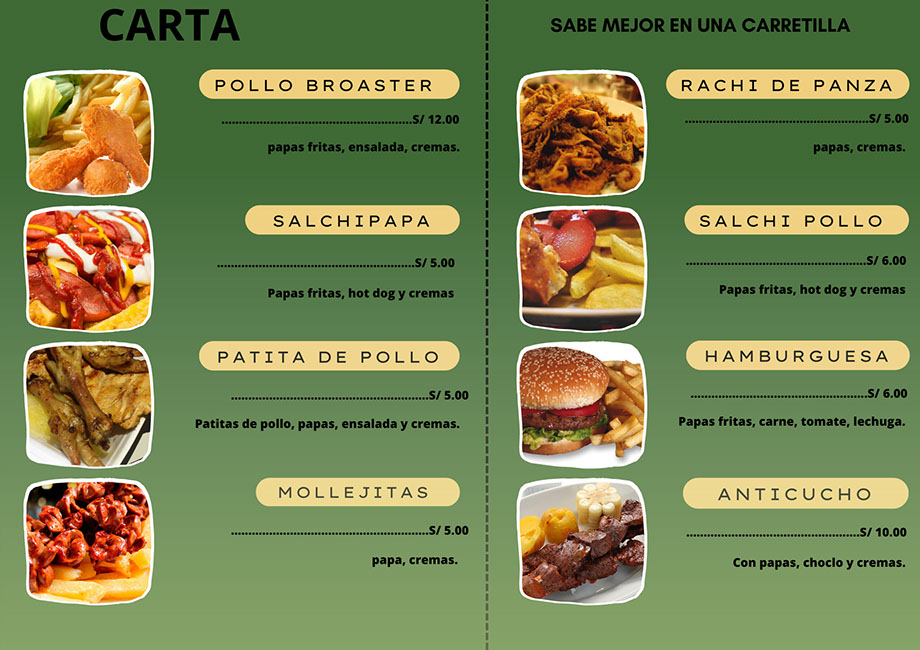 CARTA
POLLO BROASTER
............................................................S/ 12.00
papas fritas, ensalada, cremas.
SALCHIPAPA
............................................................S/ 5.00
Papas fritas, hot dog y cremas
PATITA DE POLLO
............................................................S/ 5.00
Patitas de pollo, papas, ensalada y cremas.
MOLLEJITAS
............................................................S/ 5.00
papa, cremas.
SABE MEJOR EN UNA CARRETILLA
RACHI DE PANZA
.......................................................S/ 5.00
papas, cremas.
SALCHI POLLO
.......................................................S/ 6.00
Papas fritas, hot dog y cremas
HAMBURGUESA
.......................................................S/ 6.00
Papas fritas, carne, tomate, lechuga.
ANTICUCHO
.......................................................S/ 10.00
Con papas, choclo y cremas.